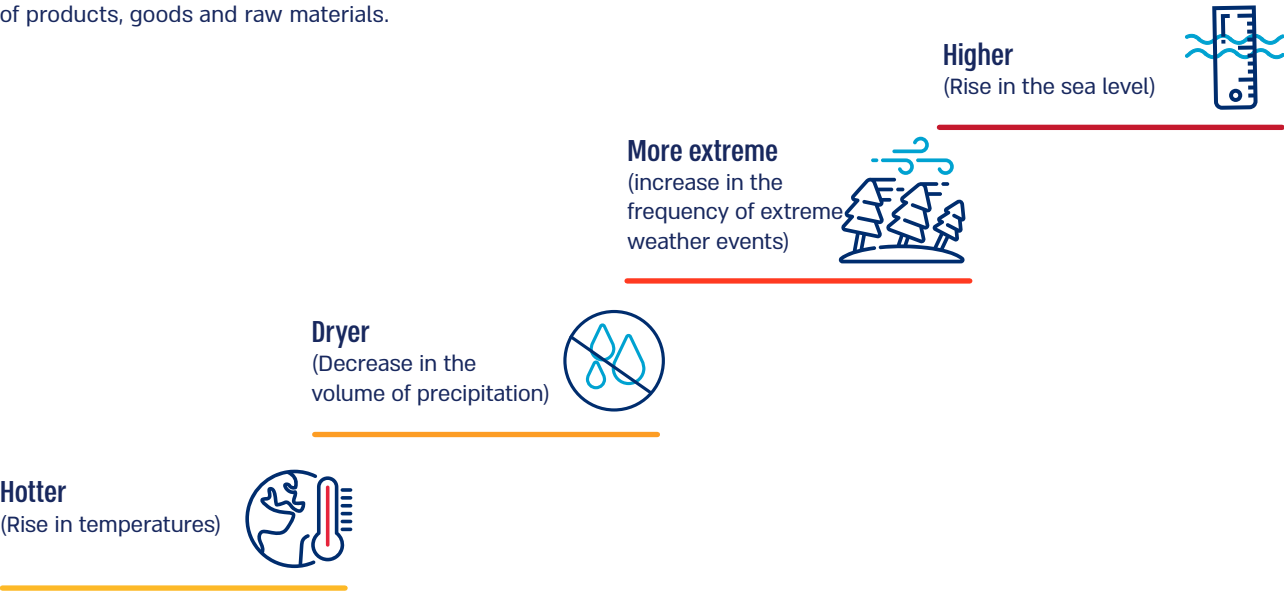 of products, goods and raw materials.
Higher
(Rise in the sea level)
More extreme
(increase in the
frequency of extreme
weather events)
Dryer
(Decrease in the
volume of precipitation)
Hotter
(Rise in temperatures)